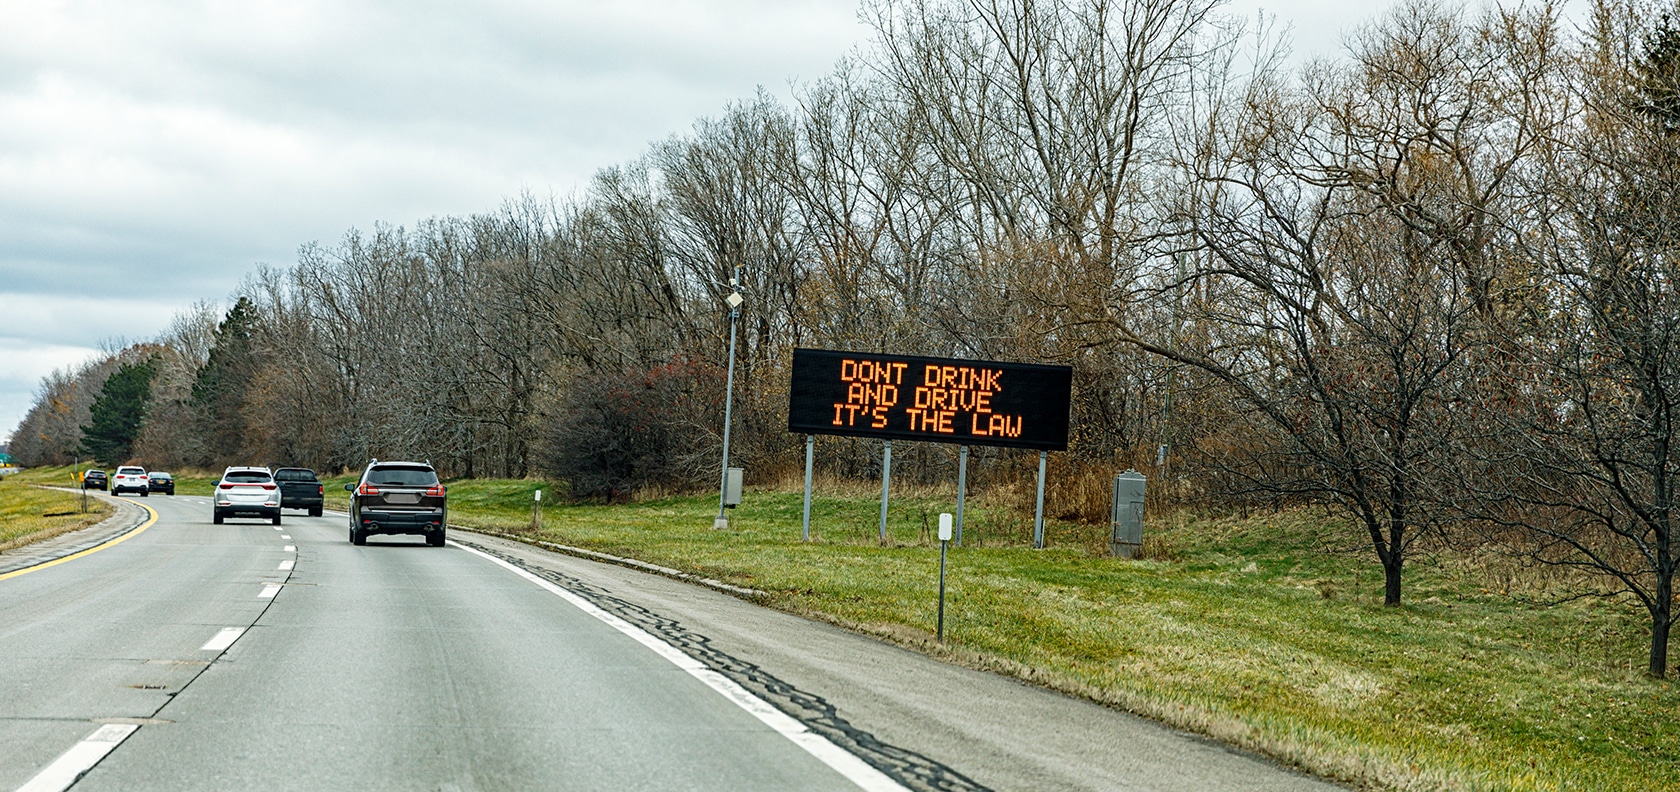 DONT DRINK
AND DRIVE
IT'S THE LAW